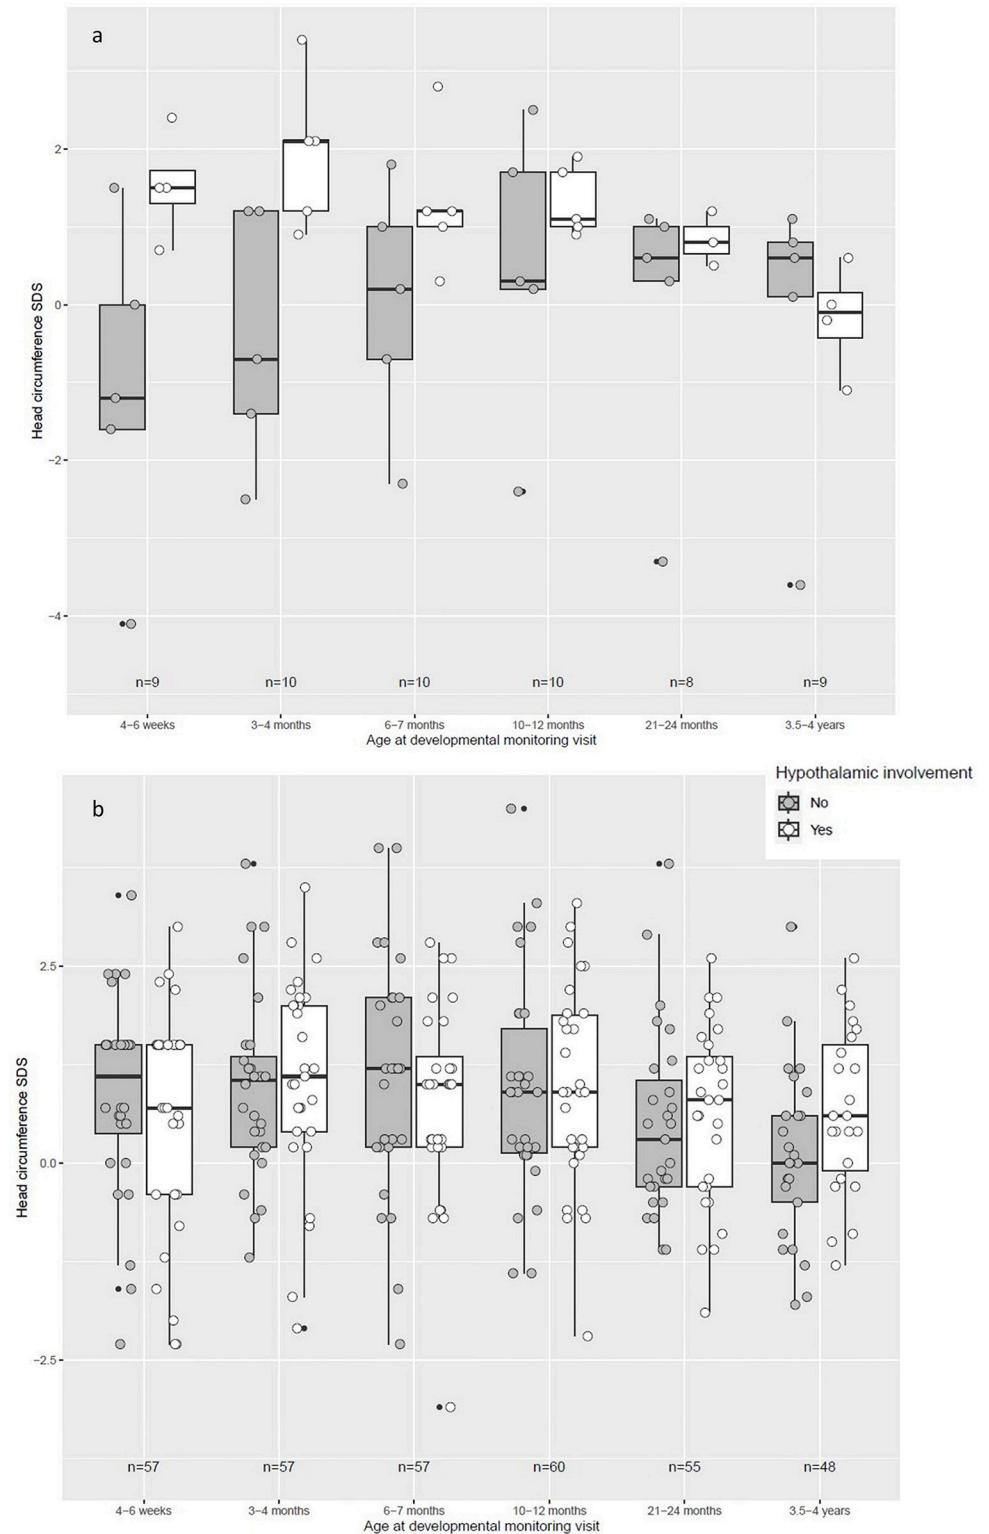 a
2
0
−2
−4
Head circumference SDS
n=9 n=10 n=10 n=10 n=8 n=9
4−6 weeks 3−4 months 6−7 months 10−12 months 21−24 months 3.5−4 years
Age at developmental monitoring visit
Hypothalamic involvement
No
Yes
b
2.5
0.0
−2.5
Head circumference SDS
n=57 n=57 n=57 n=60 n=55 n=48
4−6 weeks 3−4 months 6−7 months 10−12 months 21−24 months 3.5−4 years
Age at developmental monitoring visit